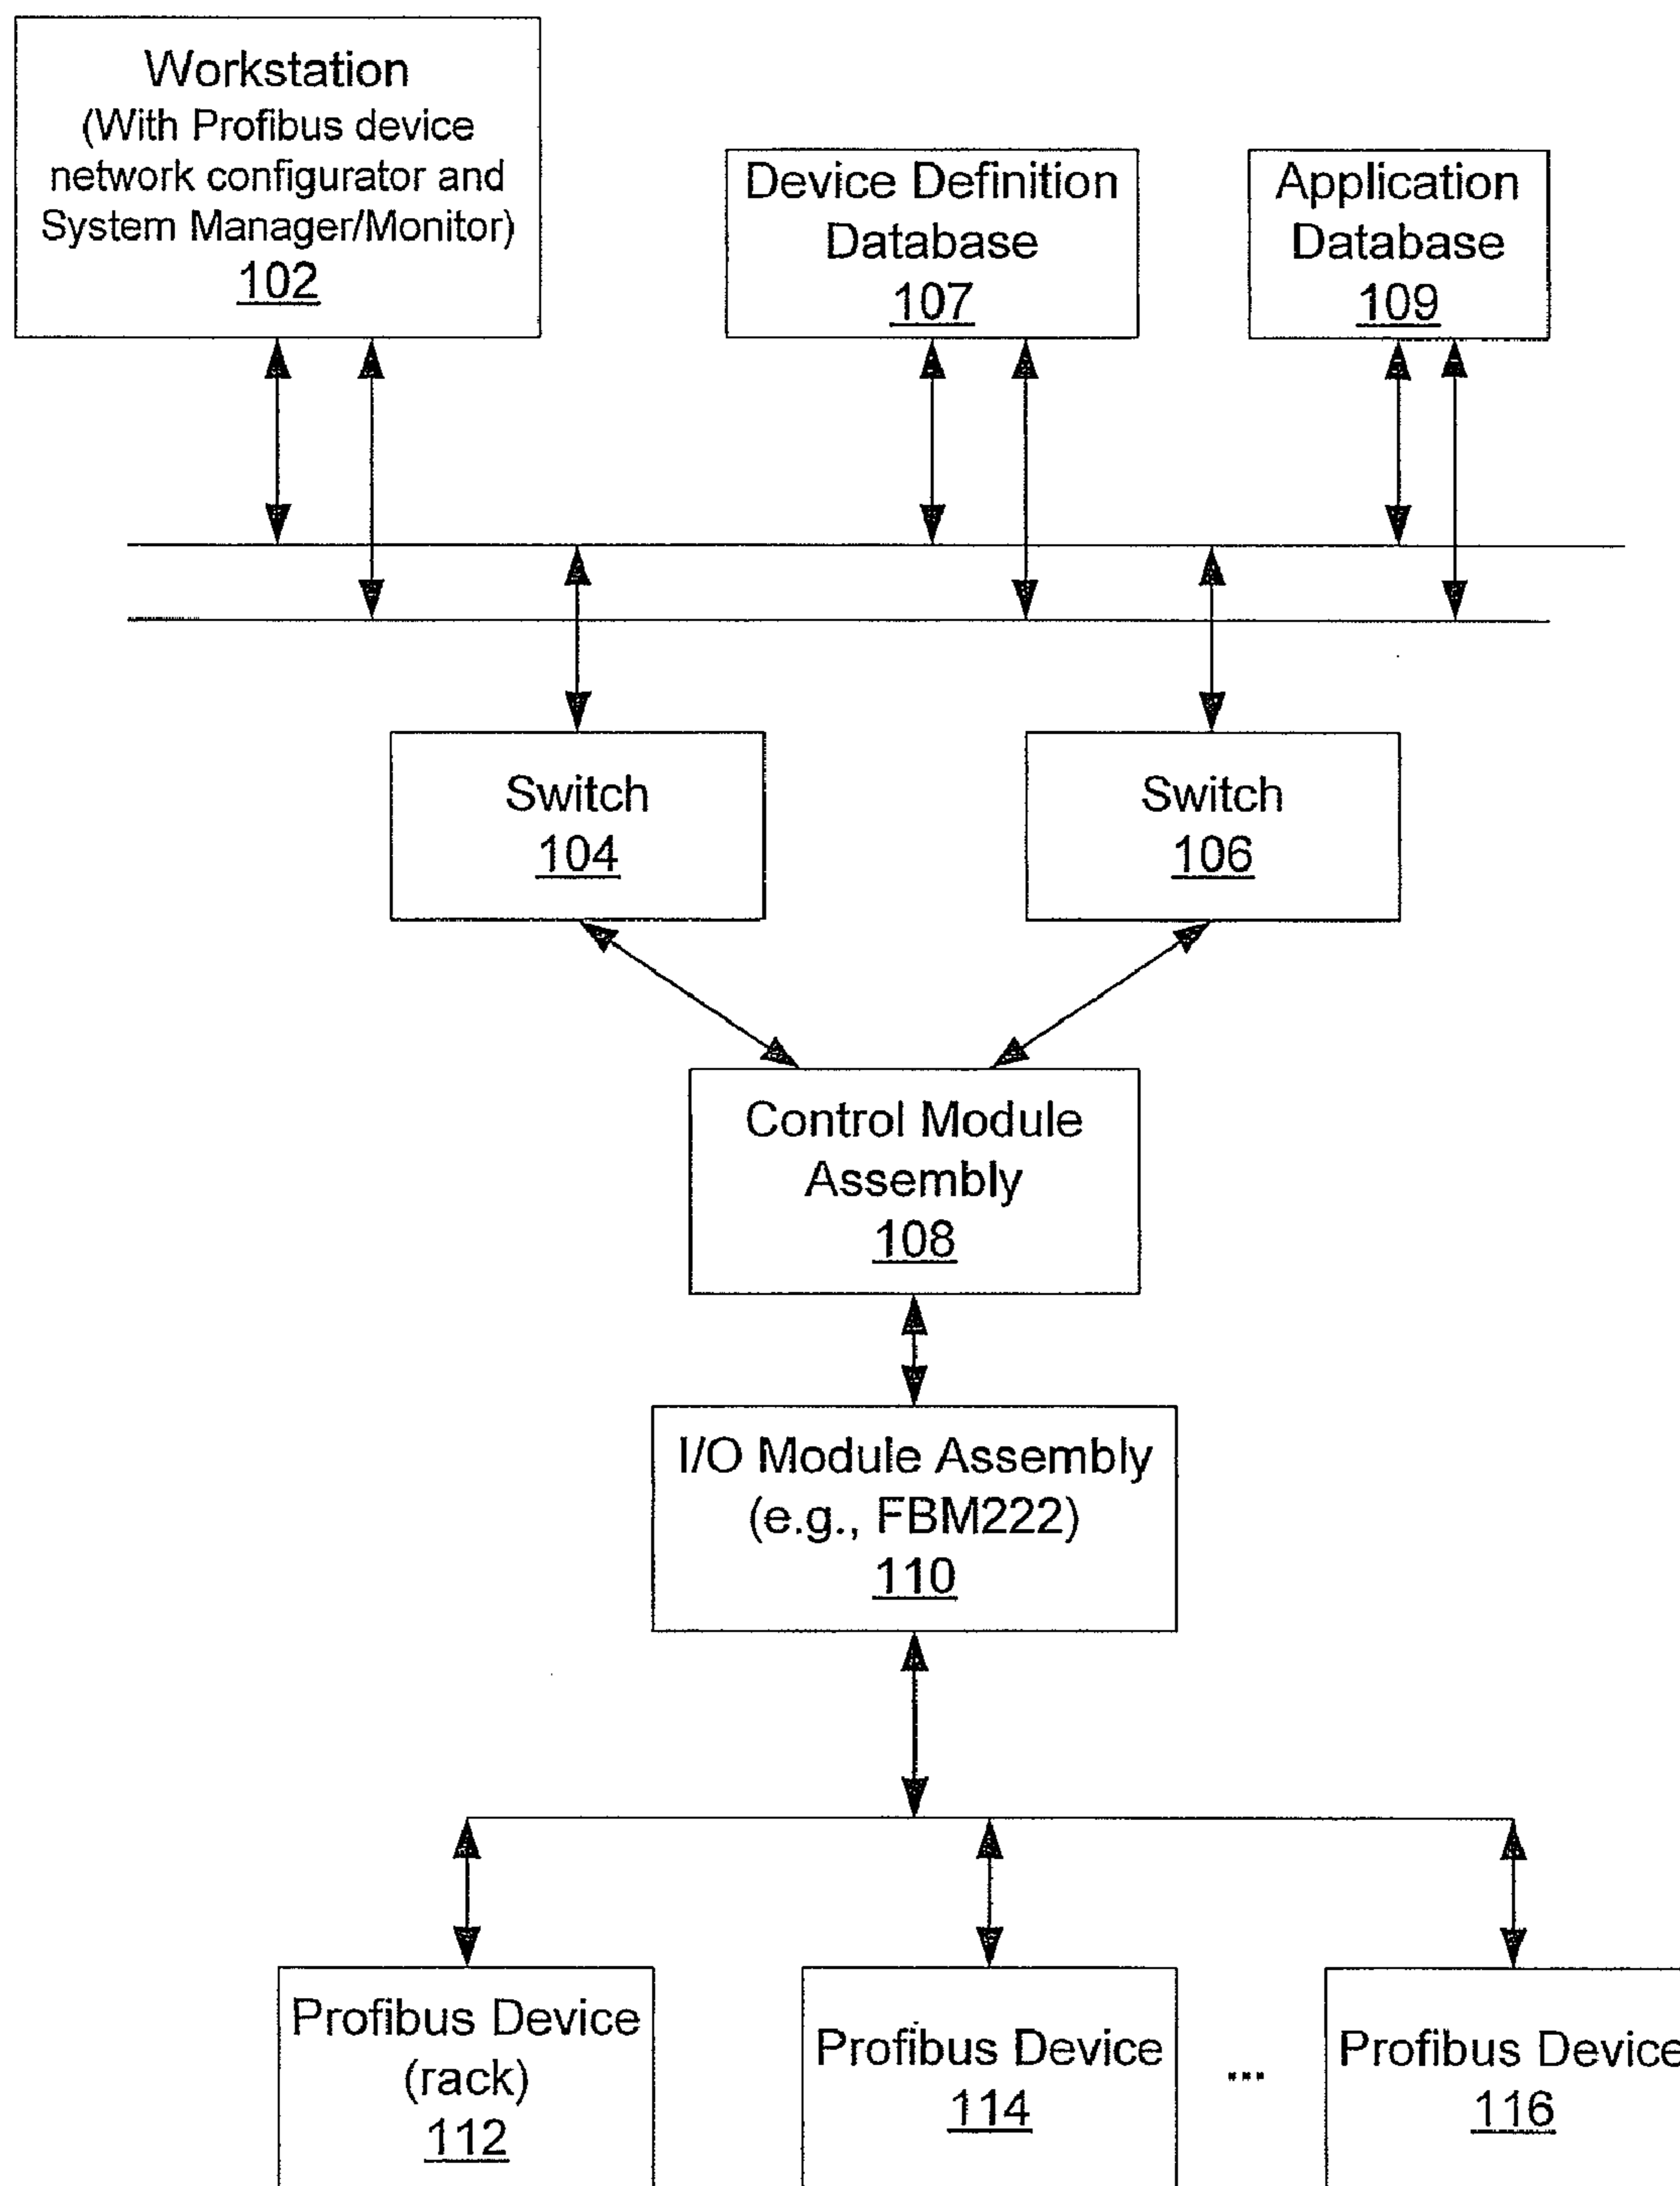 Workstation
(With Profibus device
network configurator and
System Manager/Monitor)
102
Device Definition
Database
107
Application
Database
109
Switch
104
Switch
106
Control Module
Assembly
108
I/O Module Assembly
(e.g., FBM222)
110
Profibus Device
(rack)
112
Profibus Device
114
...
Profibus Device
116